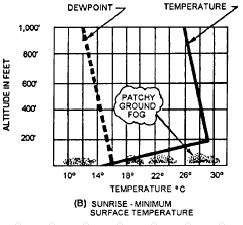 DEWPOINT
TEMPERATURE
1,000'
800'
600'
400'
200'
ALTITUDE IN FEET
PATCHY
GROUND
FOG
10° 14° 18° 22° 26° 30°
TEMPERATURE °C
(B) SUNRISE - MINIMUM
SURFACE TEMPERATURE